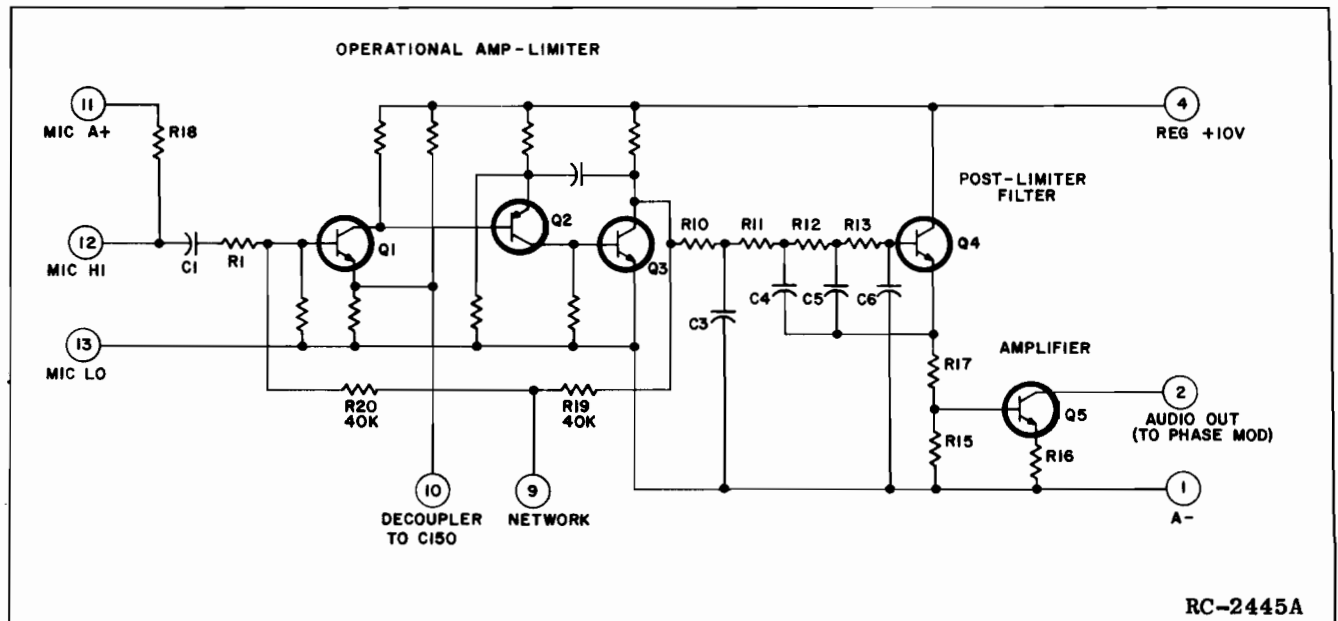 OPERATIONAL AMP-LIMITER
11
MIC A+
R18
4
REG +10V
POST-LIMITER
FILTER
12
MIC HI
C1
R1
Q1
Q2
Q3
R10
R11
R12
R13
Q4
C3
C4
C5
C6
13
MIC LO
R20
40K
R19
40K
R17
AMPLIFIER
Q5
2
AUDIO OUT
(TO PHASE MOD)
R15
R16
10
DECOUPLER
TO C150
9
NETWORK
1
A-
RC-2445A